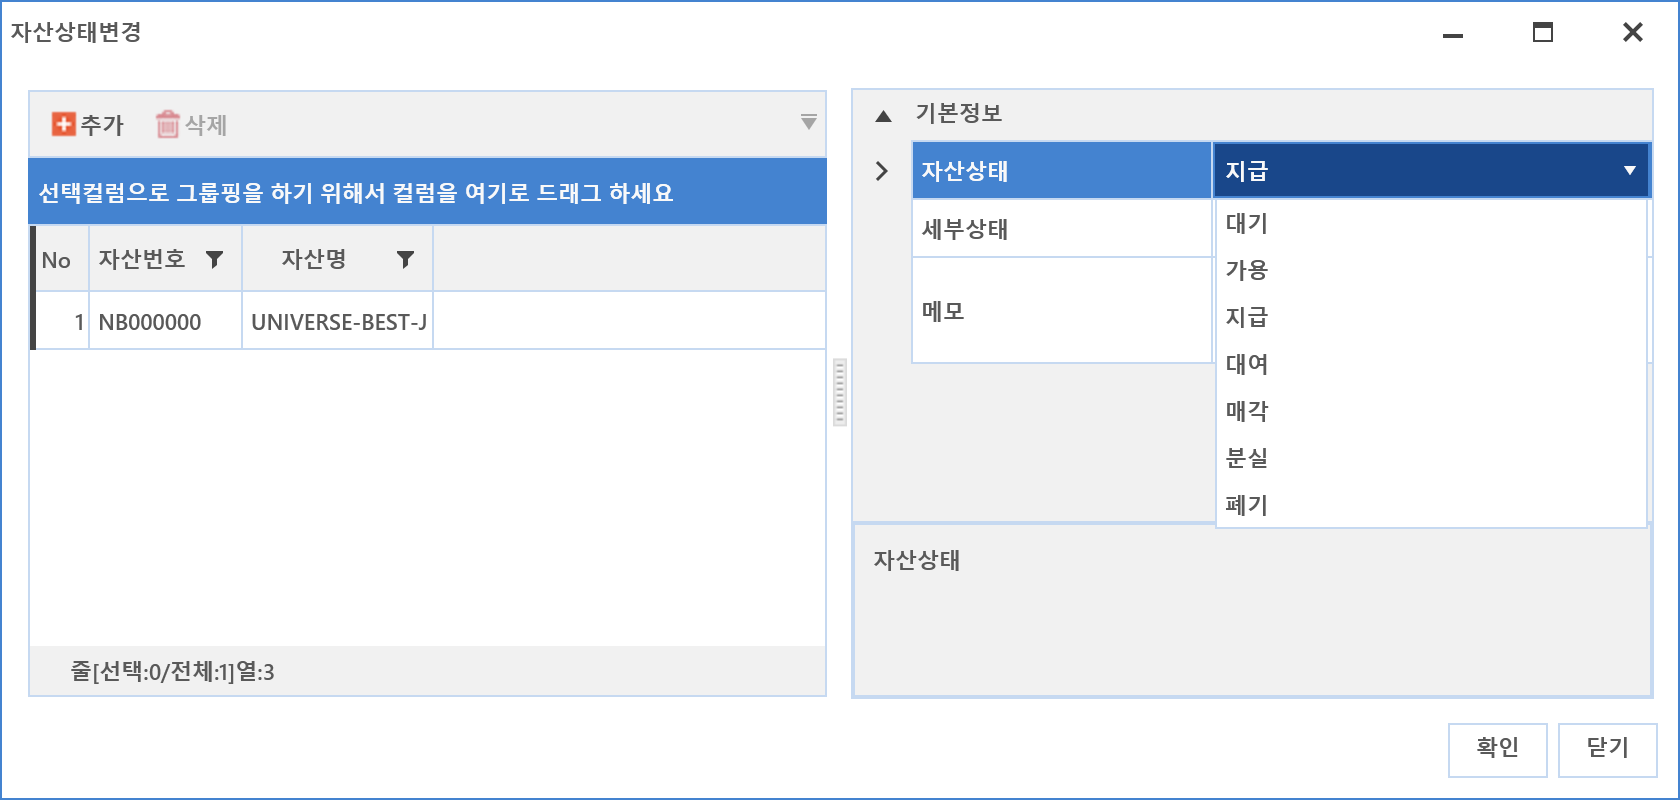 자산상태변경
추가 삭제
선택컬럼으로 그룹핑을 하기 위해서 컬럼을 여기로 드래그 하세요
No 자산번호 자산명
1 NB000000 UNIVERSE-BEST-J
줄[선택:0/전체:1]열:3
기본정보
자산상태 지급
세부상태
메모
대기
가용
지급
대여
매각
분실
폐기
자산상태
확인 닫기